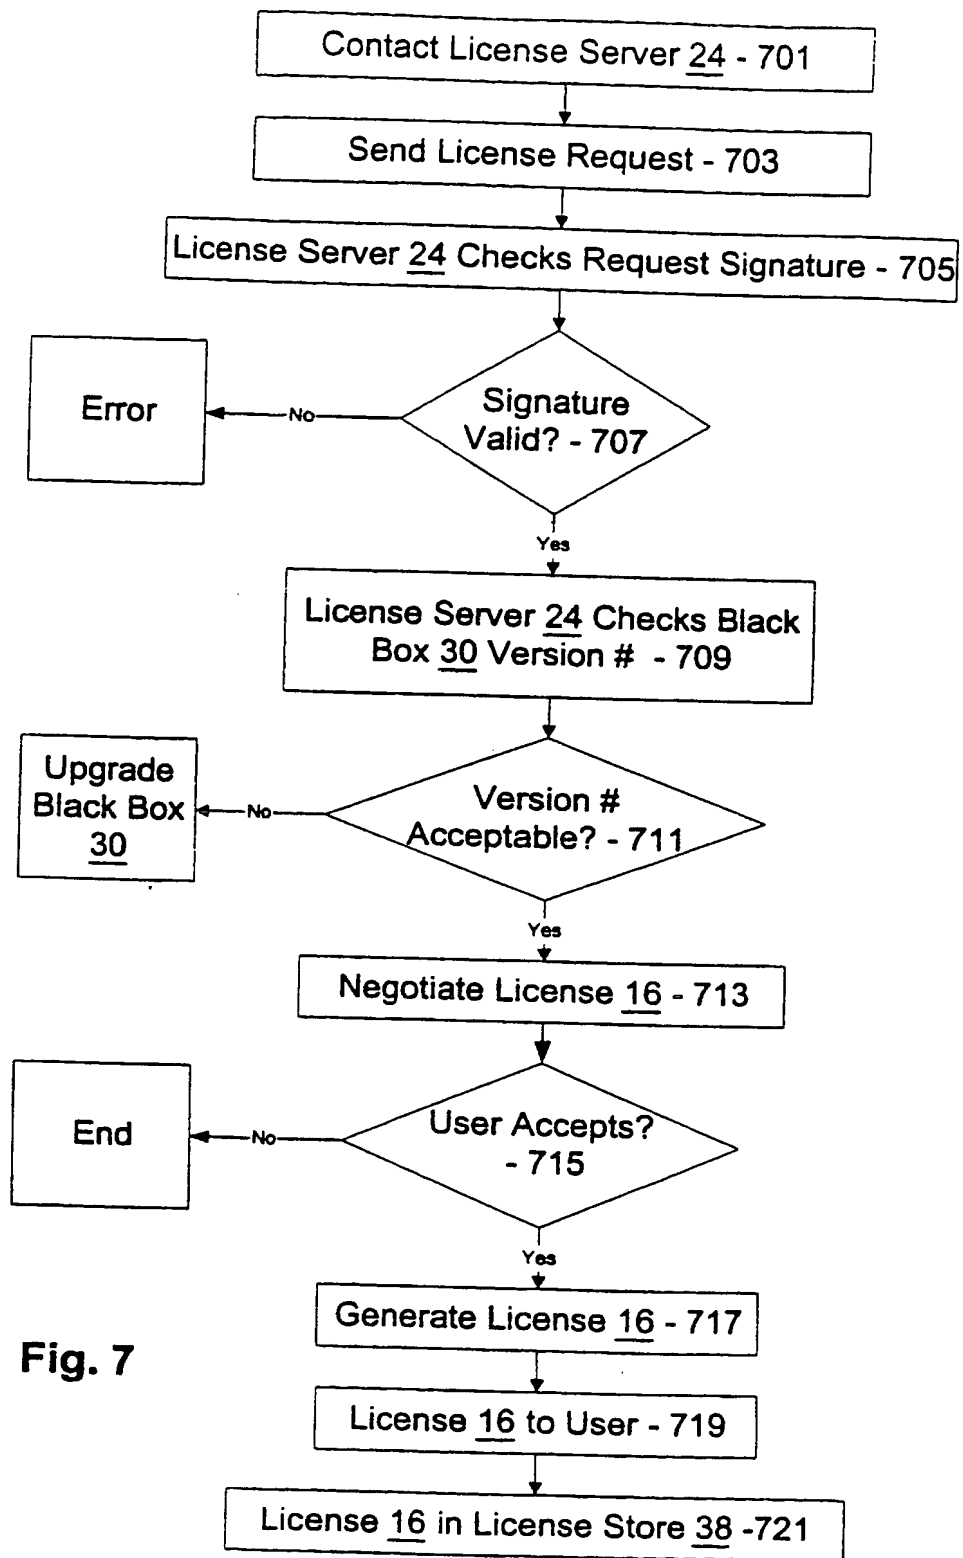 Contact License Server 24 - 701
Send License Request - 703
License Server 24 Checks Request Signature - 705
Error
No
Signature
Valid? - 707
Yes
License Server 24 Checks Black
Box 30 Version # - 709
Upgrade
Black Box
30
No
Version #
Acceptable? - 711
Yes
Negotiate License 16 - 713
End
No
User Accepts?
- 715
Yes
Generate License 16 - 717
Fig. 7
License 16 to User - 719
License 16 in License Store 38 -721